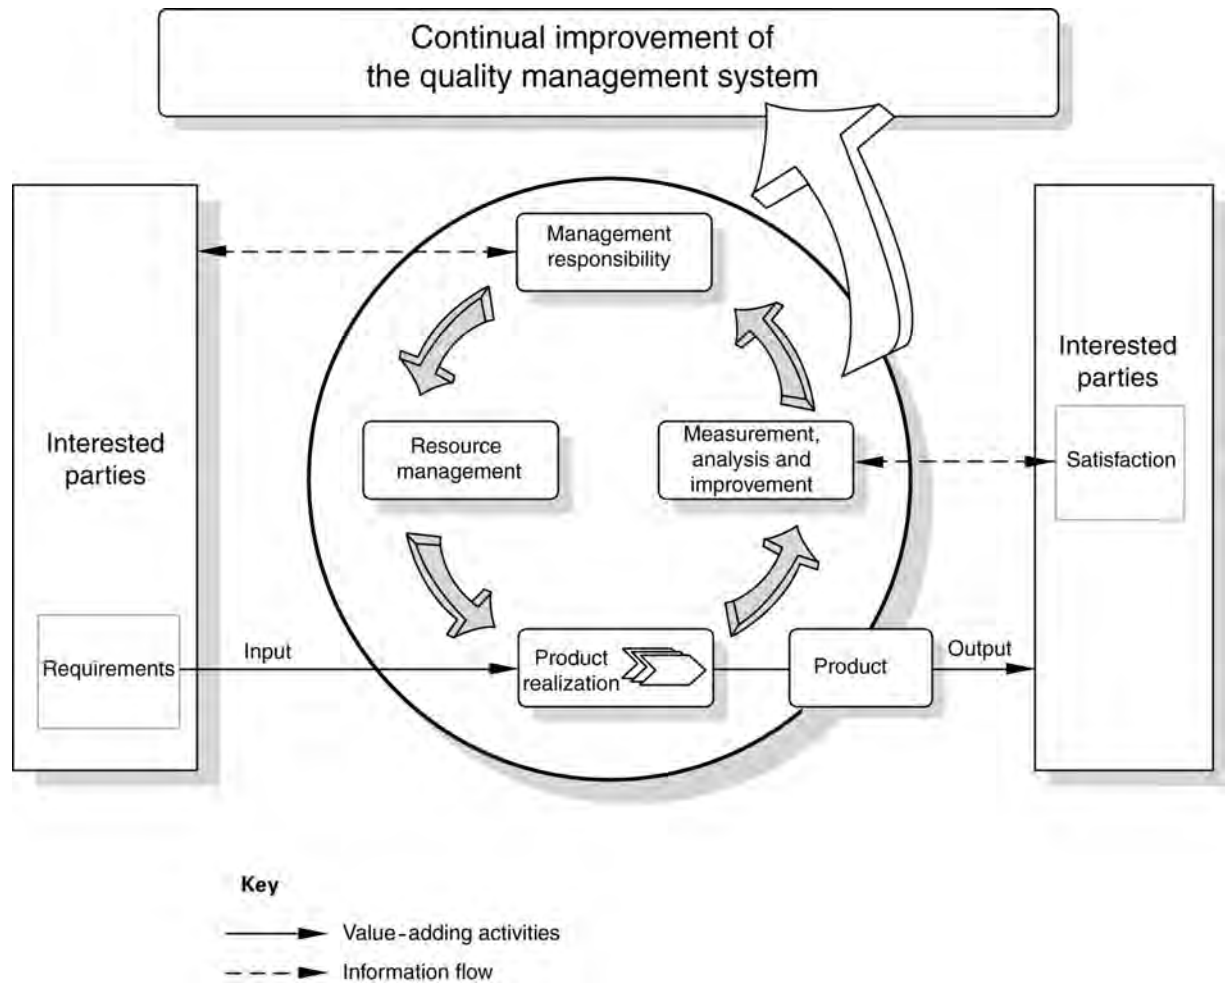 Continual improvement of
the quality management system
Management
responsibility
Interested
parties
Resource
management
Measurement,
analysis and
improvement
Interested
parties
Satisfaction
Requirements
Input
Product
realization
Product
Output
Key
Value-adding activities
Information flow